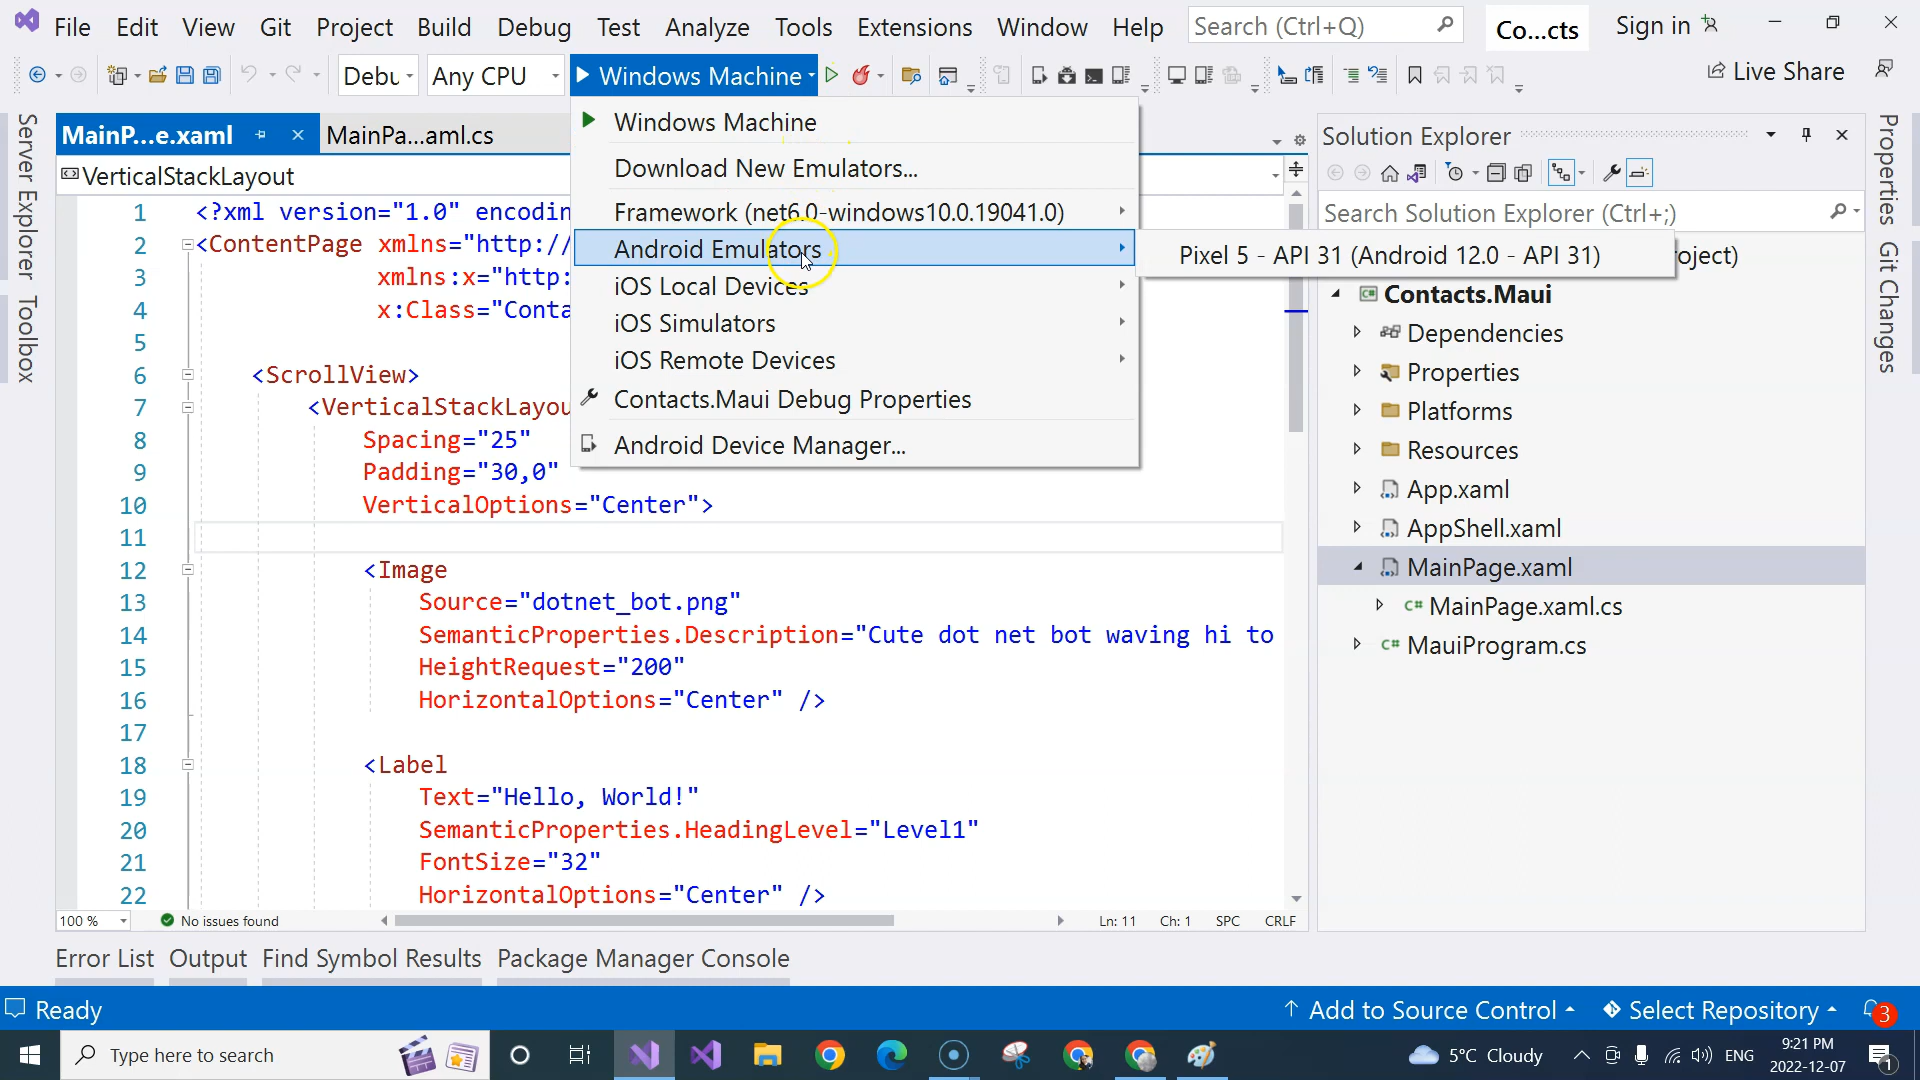 File Edit View Git Project Build Debug Test Analyze Tools Extensions Window Help Search (Ctrl+Q) Co...cts Sign in
Debu Any CPU Windows Machine Live Share
MainP...e.xaml MainPa...aml.cs
VerticalStackLayout
Windows Machine
Download New Emulators...
Framework (net6.0-windows10.0.19041.0)
Android Emulators
iOS Local Devices
iOS Simulators
iOS Remote Devices
Contacts.Maui Debug Properties
Android Device Manager...
Pixel 5 - API 31 (Android 12.0 - API 31)
Server Explorer
Toolbox
1 <?xml version="1.0" encodin
2 <ContentPage xmlns="http:/
3 xmlns:x="http:
4 x:Class="Conta
5
6 <ScrollView>
7 <VerticalStackLayou
8 Spacing="25"
9 Padding="30,0"
10 VerticalOptions="Center">
11
12 <Image
13 Source="dotnet_bot.png"
14 SemanticProperties.Description="Cute dot net bot waving hi to
15 HeightRequest="200"
16 HorizontalOptions="Center" />
17
18 <Label
19 Text="Hello, World!"
20 SemanticProperties.HeadingLevel="Level1"
21 FontSize="32"
22 HorizontalOptions="Center" />
100 % No issues found Ln: 11 Ch: 1 SPC CRLF
Solution Explorer
Search Solution Explorer (Ctrl+;)
oject)
Contacts.Maui
Dependencies
Properties
Platforms
Resources
App.xaml
AppShell.xaml
MainPage.xaml
C# MainPage.xaml.cs
C# MauiProgram.cs
Properties
Git Changes
Error List Output Find Symbol Results Package Manager Console
Ready Add to Source Control Select Repository 3
Type here to search 5°C Cloudy ENG 9:21 PM
2022-12-07
1